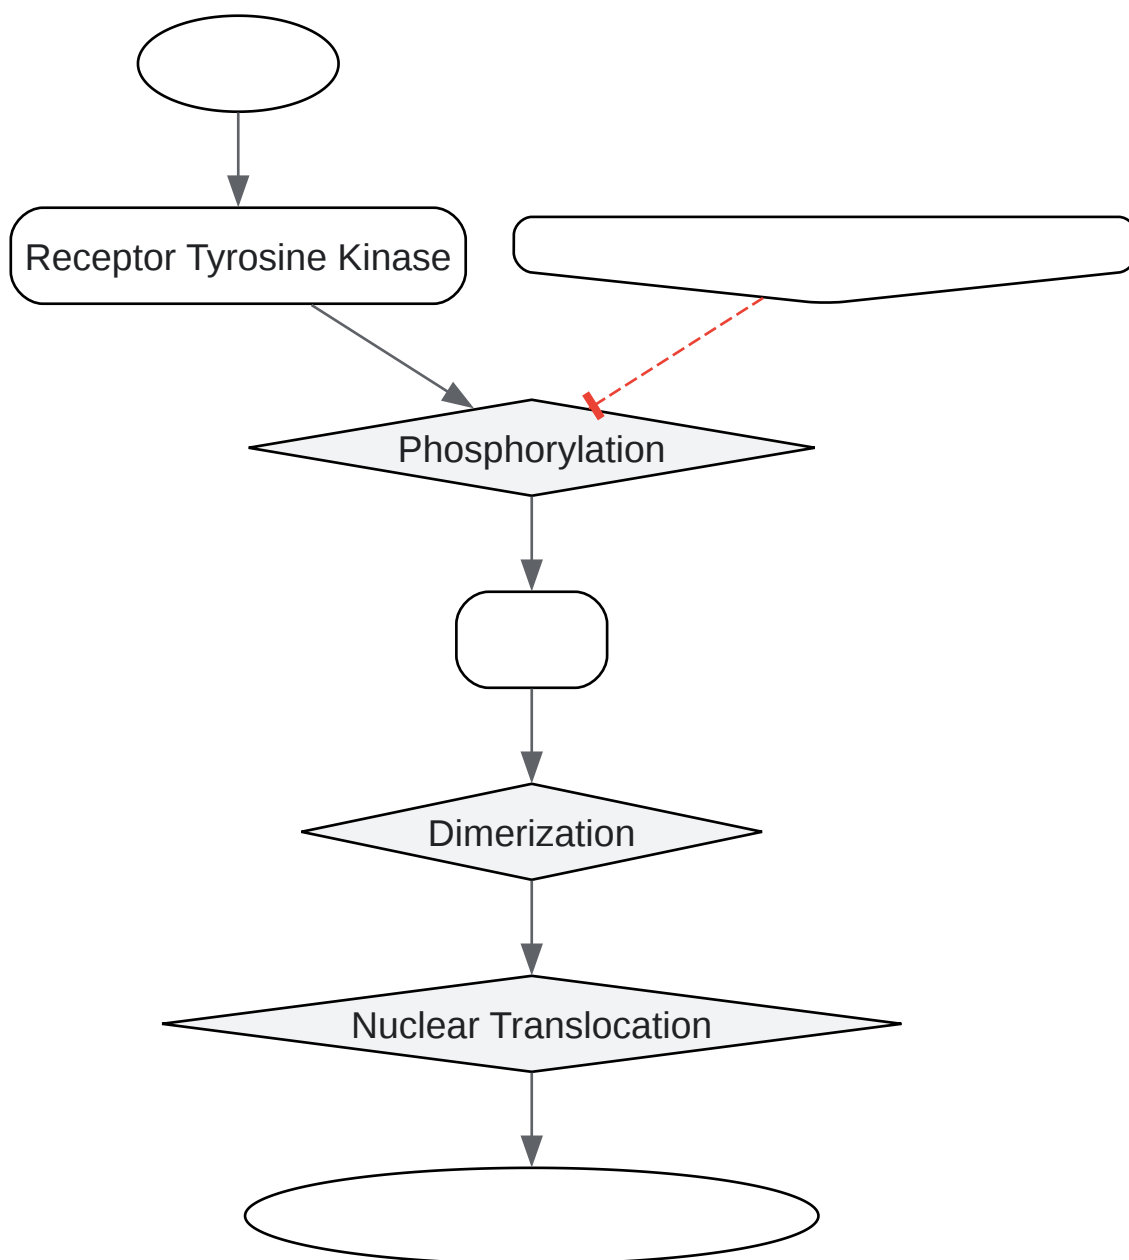 Receptor Tyrosine Kinase
Phosphorylation
Dimerization
Nuclear Translocation